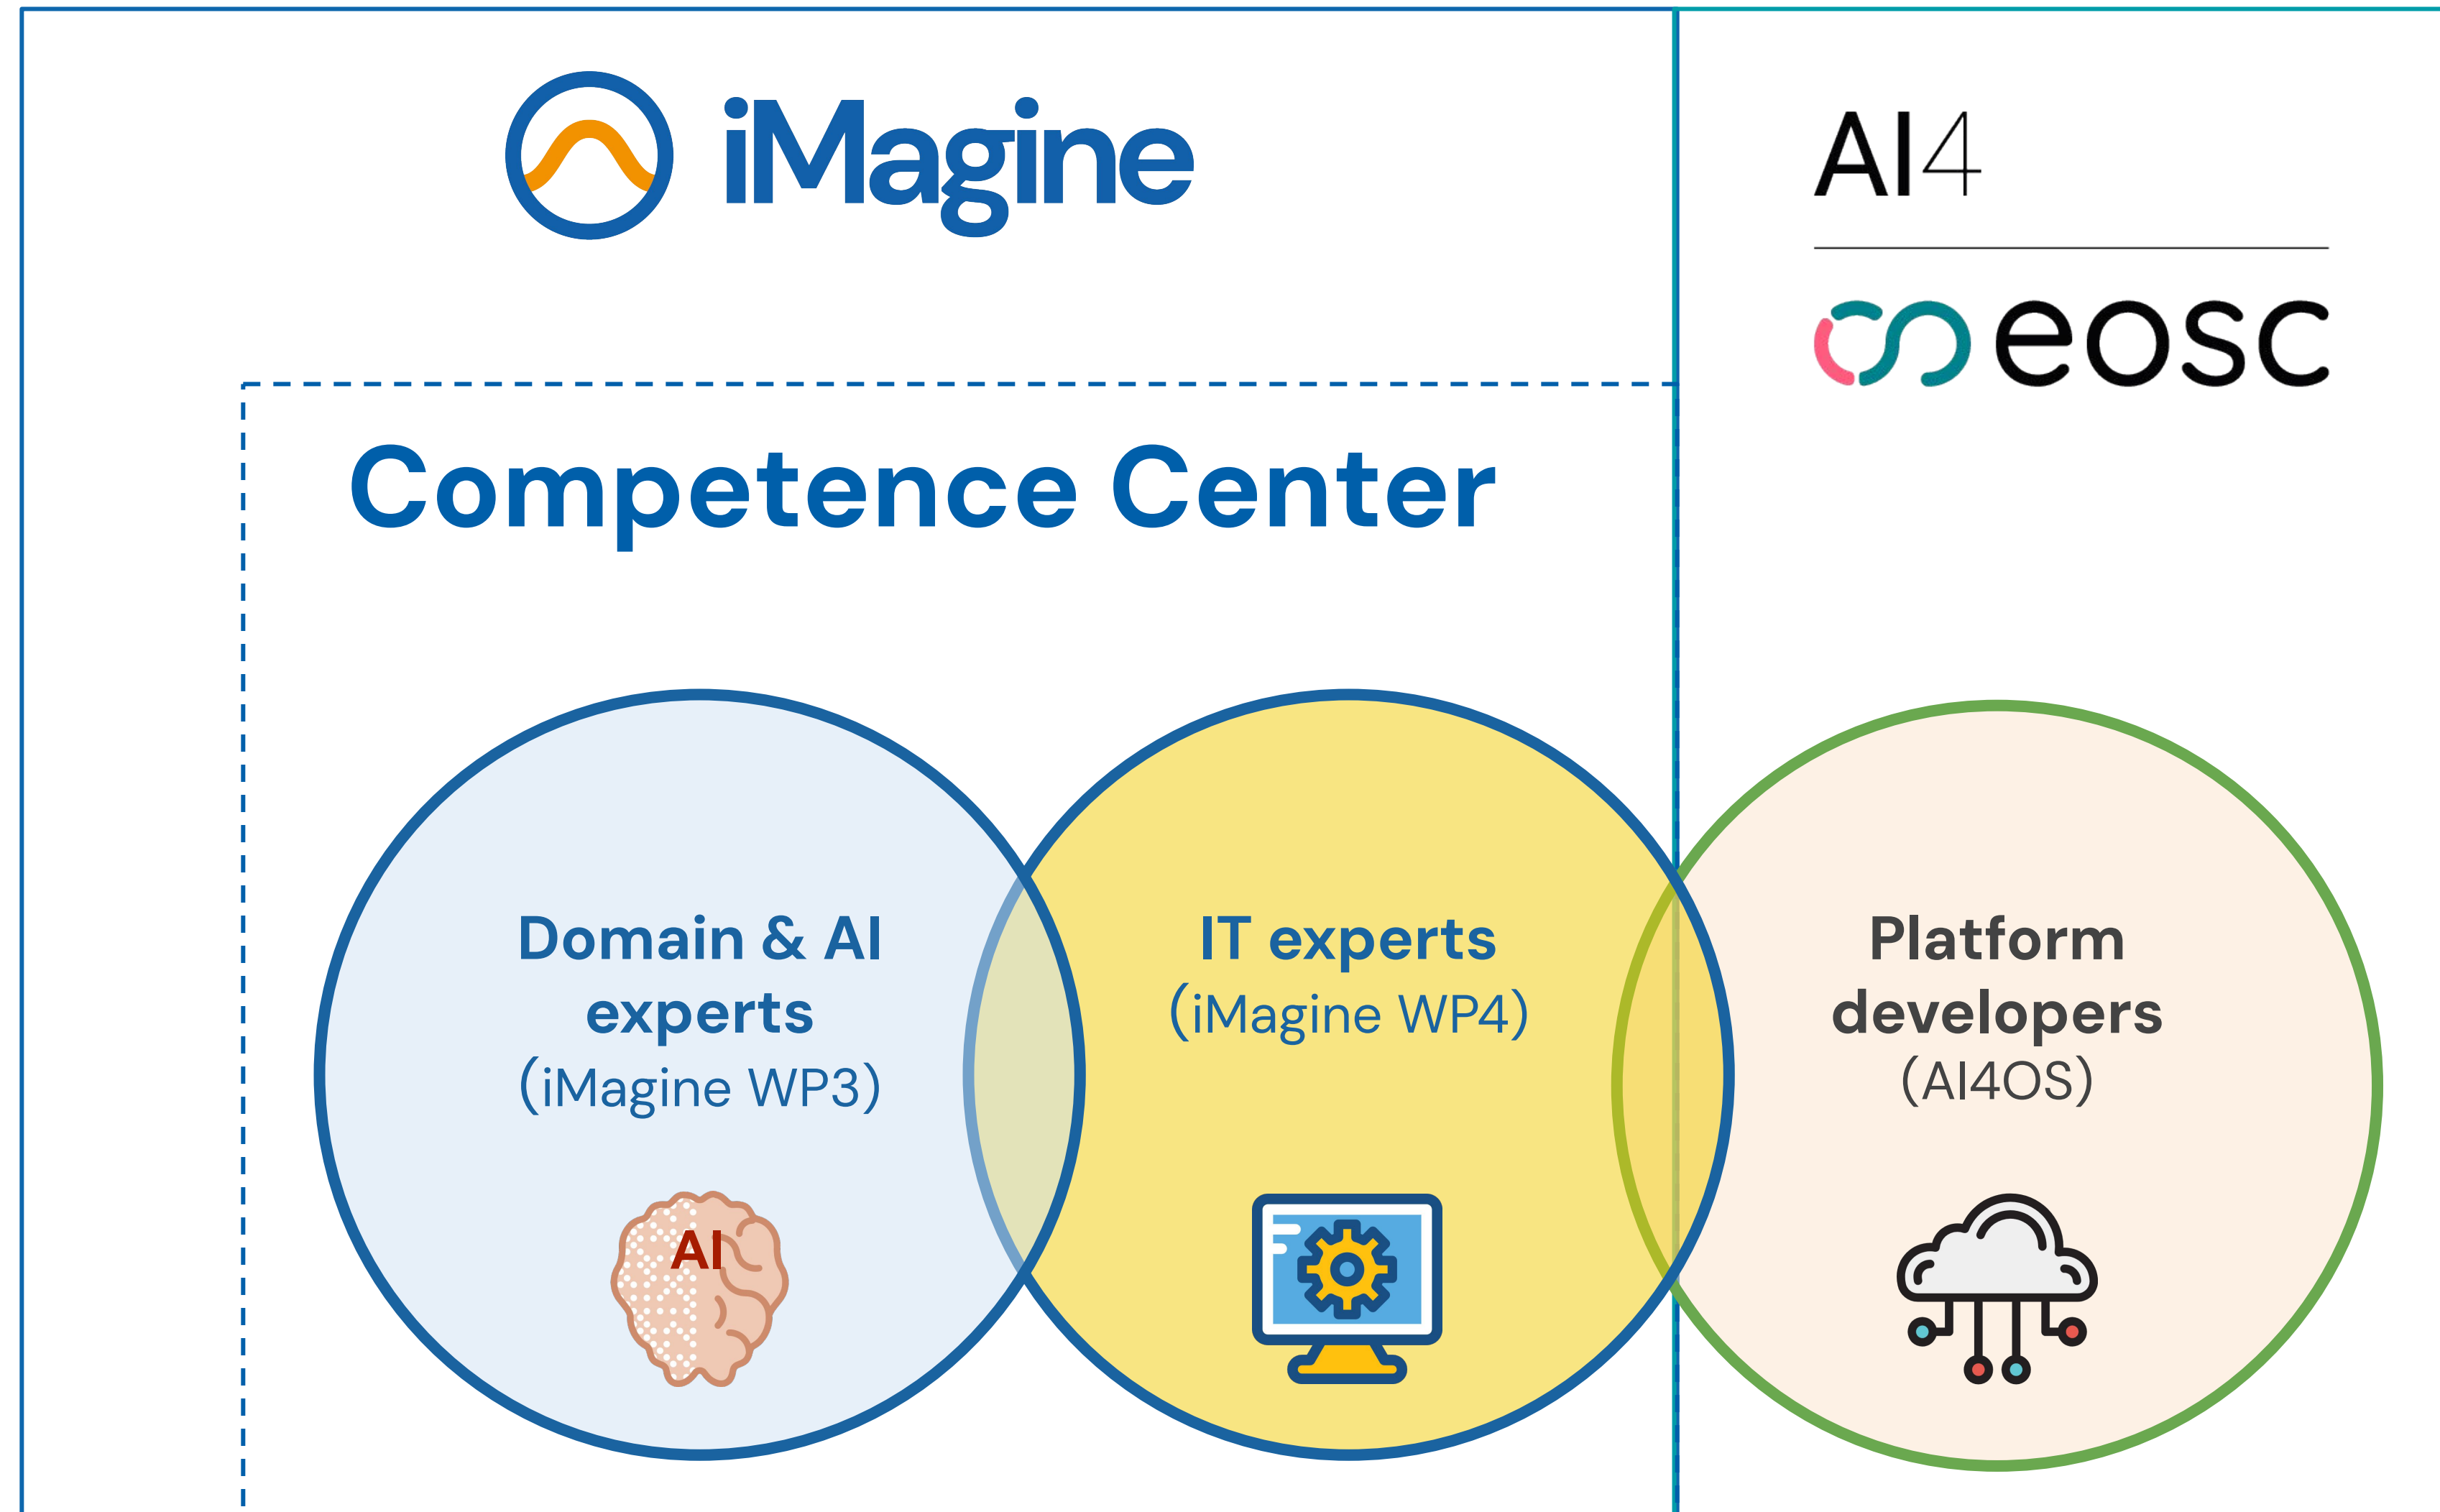 iMagine
AI4
eosc
Competence Center
Domain & AI
experts
(iMagine WP3)
AI
IT experts
(iMagine WP4)
Platform
developers
(AI4OS)